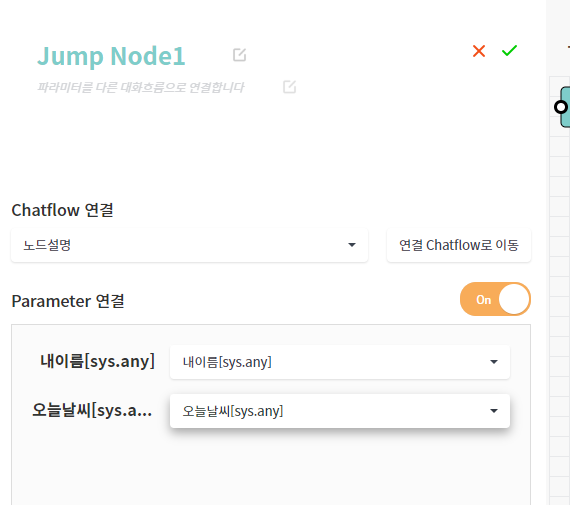 Jump Node1
파라미터를 다른 대화흐름으로 연결합니다
Chatflow 연결
노드설명
연결 Chatflow로 이동
Parameter 연결
On
내이름[sys.any]
내이름[sys.any]
오늘날씨[sys.a...
오늘날씨[sys.any]